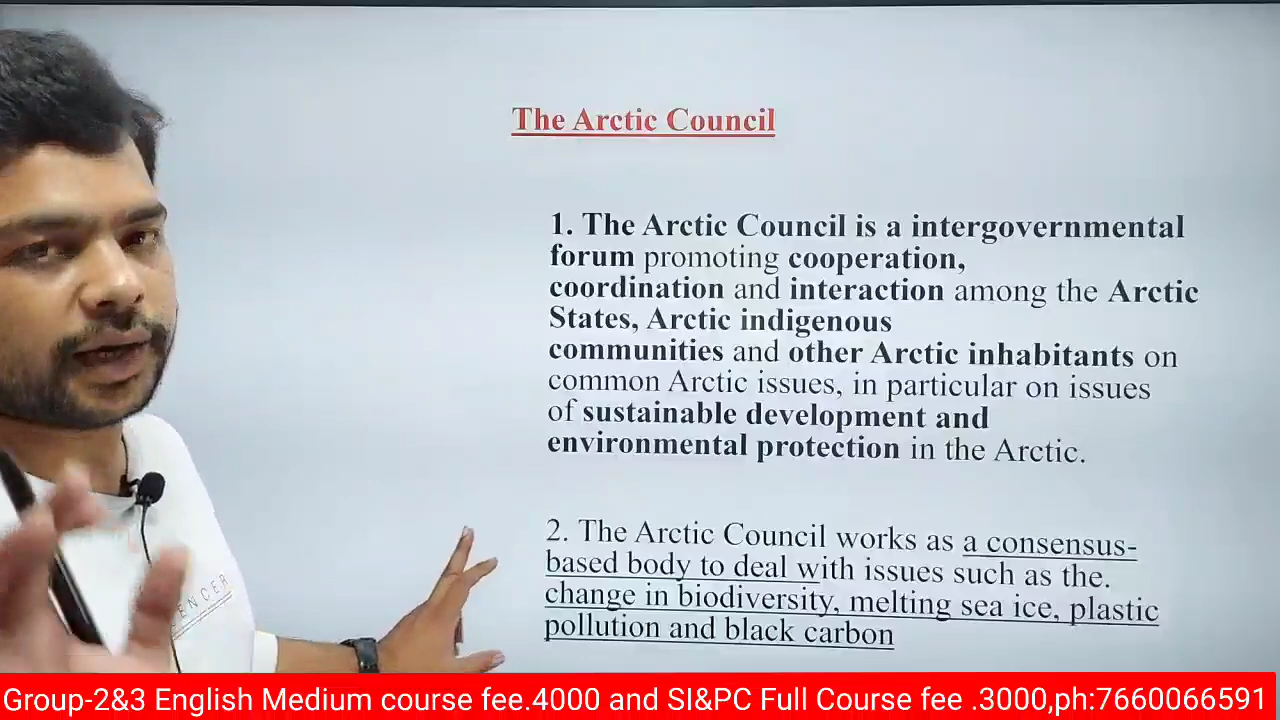 The Arctic Council
1. The Arctic Council is a intergovernmental
forum promoting cooperation,
coordination and interaction among the Arctic
States, Arctic indigenous
communities and other Arctic inhabitants on
common Arctic issues, in particular on issues
of sustainable development and
environmental protection in the Arctic.
2. The Arctic Council works as a consensus-
based body to deal with issues such as the.
change in biodiversity, melting sea ice, plastic
pollution and black carbon
ENCER
Group-2&3 English Medium course fee.4000 and SI&PC Full Course fee .3000,ph:7660066591